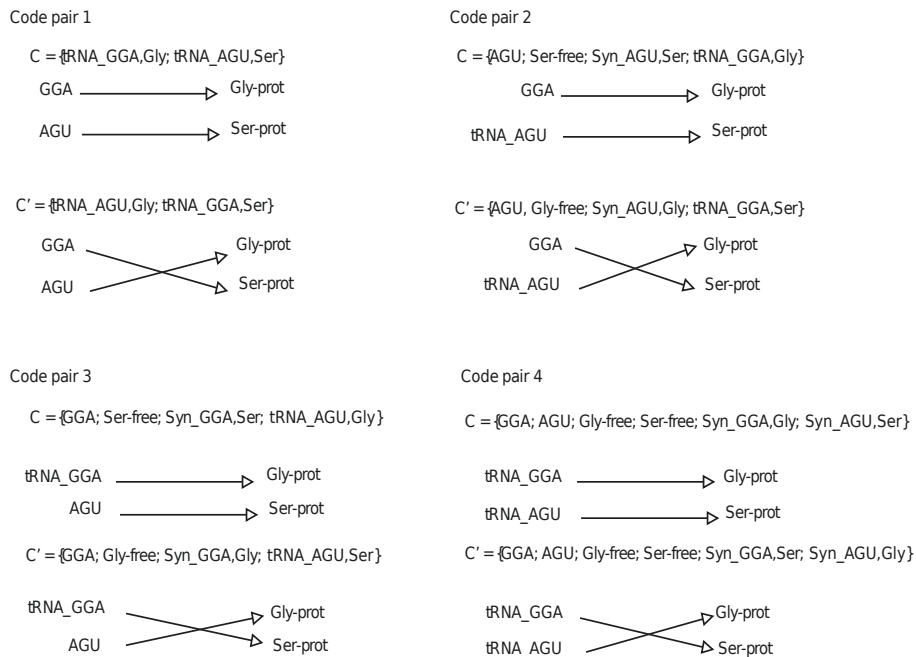 Code pair 1
C = {tRNA_GGA,Gly; tRNA_AGU,Ser}
GGA Gly-prot
AGU Ser-prot
C' = {tRNA_AGU,Gly; tRNA_GGA,Ser}
GGA Gly-prot
AGU Ser-prot
Code pair 2
C = {AGU; Ser-free; Syn_AGU,Ser; tRNA_GGA,Gly}
GGA Gly-prot
tRNA_AGU Ser-prot
C' = {AGU, Gly-free; Syn_AGU,Gly; tRNA_GGA,Ser}
GGA Gly-prot
tRNA_AGU Ser-prot
Code pair 3
C = {GGA; Ser-free; Syn_GGA,Ser; tRNA_AGU,Gly}
tRNA_GGA Gly-prot
AGU Ser-prot
C' = {GGA; Gly-free; Syn_GGA,Gly; tRNA_AGU,Ser}
tRNA_GGA Gly-prot
AGU Ser-prot
Code pair 4
C = {GGA; AGU; Gly-free; Ser-free; Syn_GGA,Gly; Syn_AGU,Ser}
tRNA_GGA Gly-prot
tRNA_AGU Ser-prot
C' = {GGA; AGU; Gly-free; Ser-free; Syn_GGA,Ser; Syn_AGU,Gly}
tRNA_GGA Gly-prot
tRNA_AGU Ser-prot